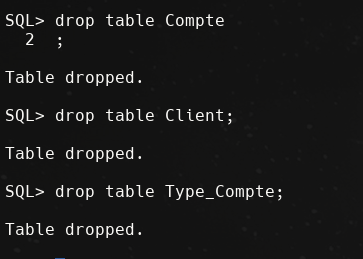 SQL> drop table Compte
  2  ;
Table dropped.
SQL> drop table Client;
Table dropped.
SQL> drop table Type_Compte;
Table dropped.